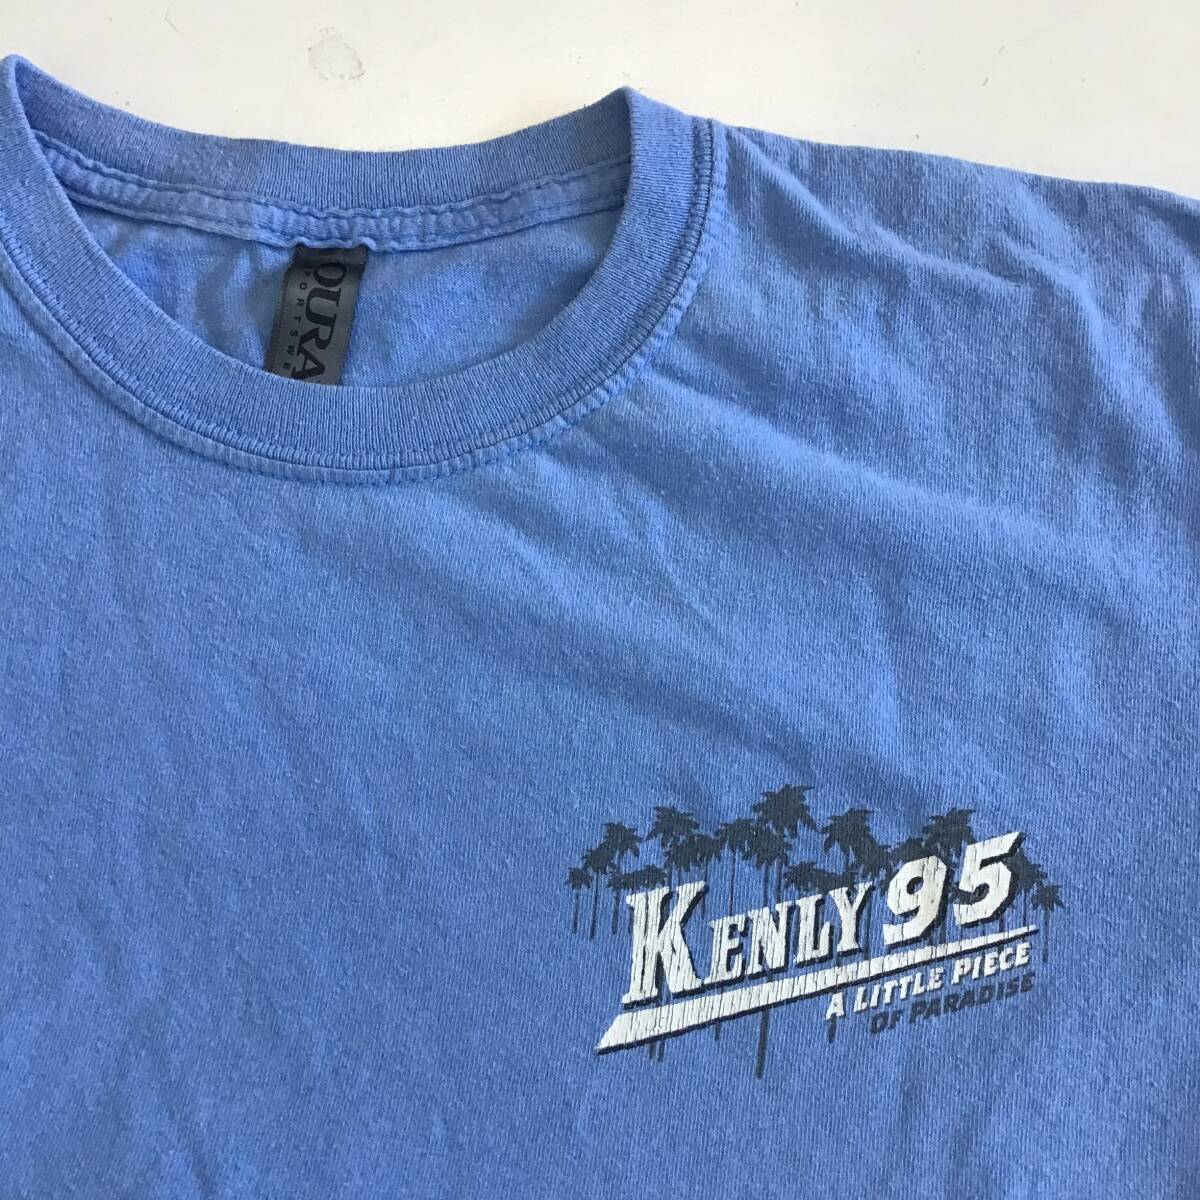 KENLY 95
A LITTLE PIECE
OF PARADISE